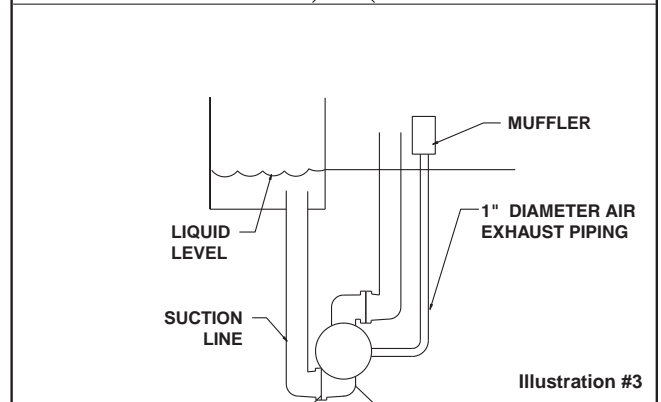 MUFFLER
1" DIAMETER AIR
EXHAUST PIPING
LIQUID
LEVEL
SUCTION
LINE
Illustration #3